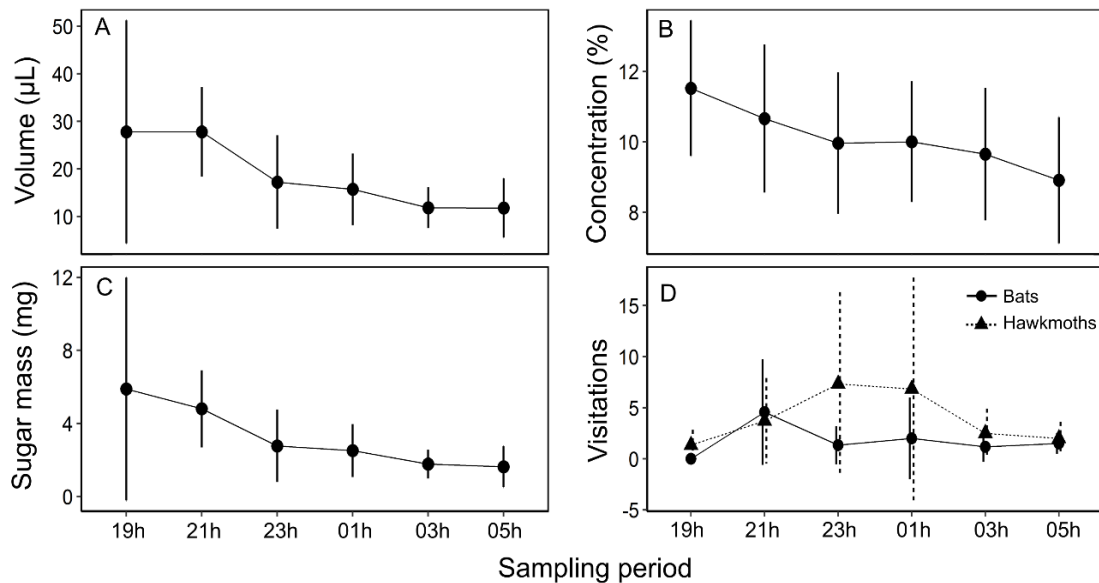 A
Volume (µL)
50
40
30
20
10
B
Concentration (%)
12
10
8
C
Sugar mass (mg)
12
8
4
0
19h 21h 23h 01h 03h 05h
D
Bats
Hawkmoths
Visitations
15
10
5
0
-5
19h 21h 23h 01h 03h 05h
Sampling period